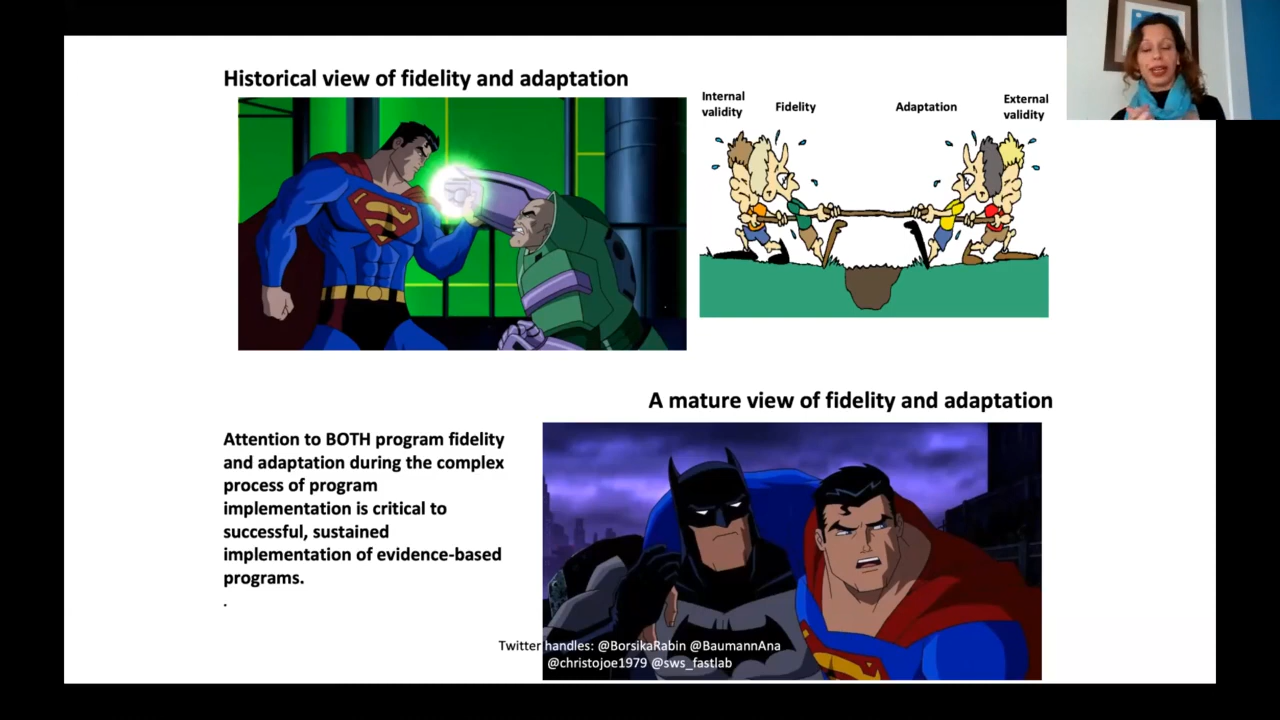 Historical view of fidelity and adaptation
Internal
validity
Fidelity
Adaptation
External
validity
A mature view of fidelity and adaptation
Attention to BOTH program fidelity
and adaptation during the complex
process of program
implementation is critical to
successful, sustained
implementation of evidence-based
programs.
.
Twitter handles: @BorsikaRabin @BaumannAna
@christojoe1979 @sws_fastlab